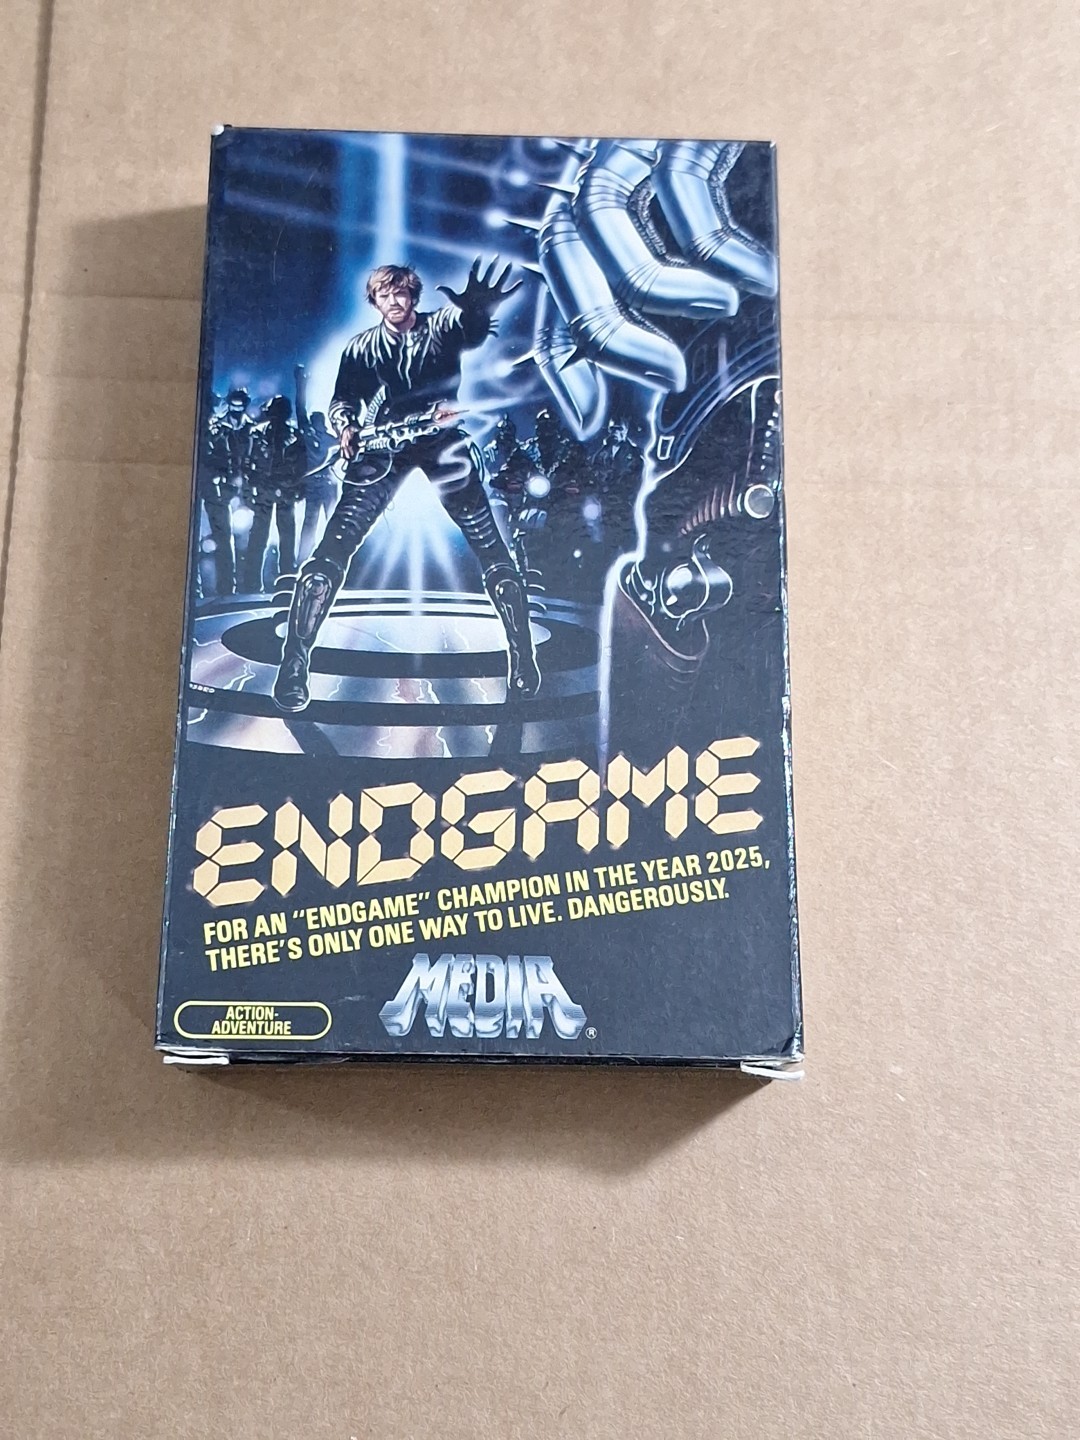 ENDGAME
FOR AN "ENDGAME" CHAMPION IN THE YEAR 2025,
THERE'S ONLY ONE WAY TO LIVE. DANGEROUSLY.
MEDIA ®
ACTION-
ADVENTURE